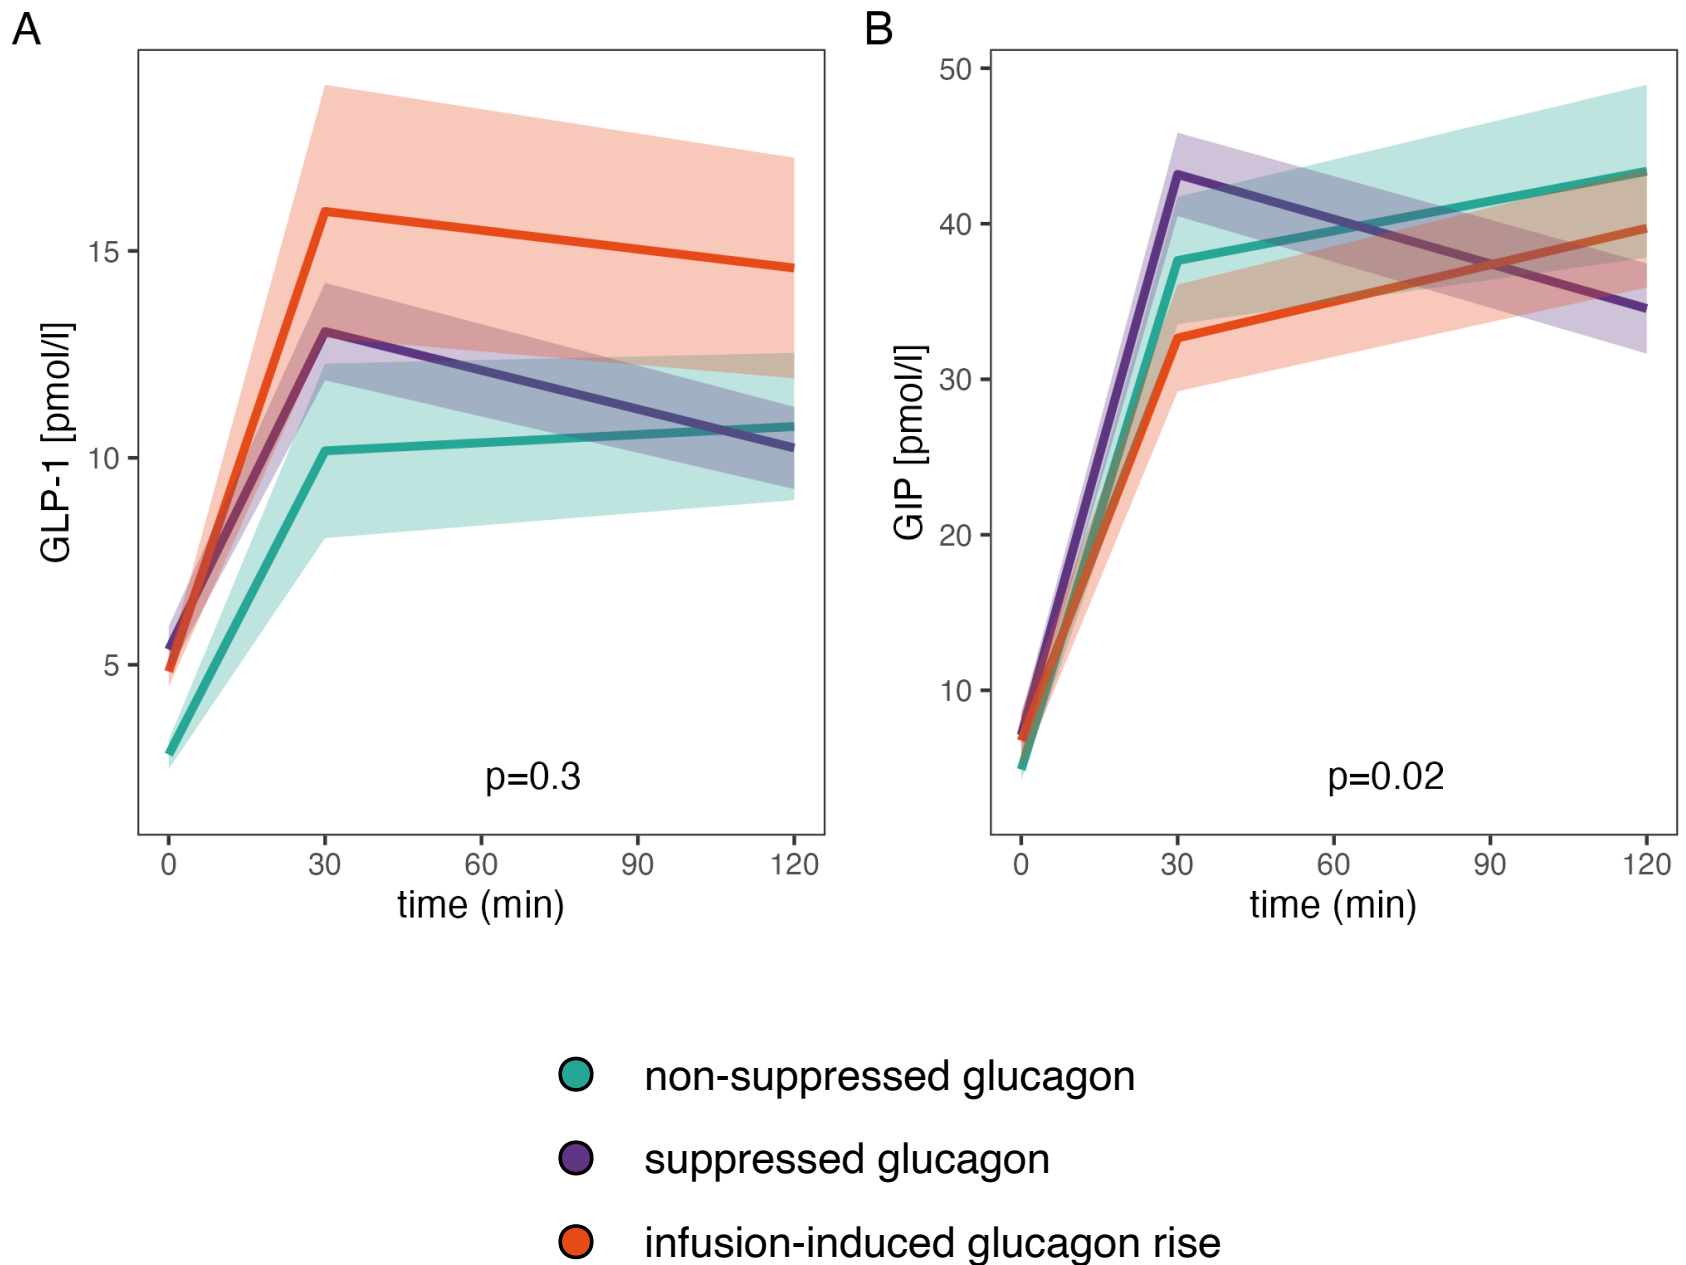 A
B
GLP-1 [pmol/l]
15
10
5
p=0.3
0 30 60 90 120
time (min)
GIP [pmol/l]
50
40
30
20
10
p=0.02
0 30 60 90 120
time (min)
non-suppressed glucagon
suppressed glucagon
infusion-induced glucagon rise